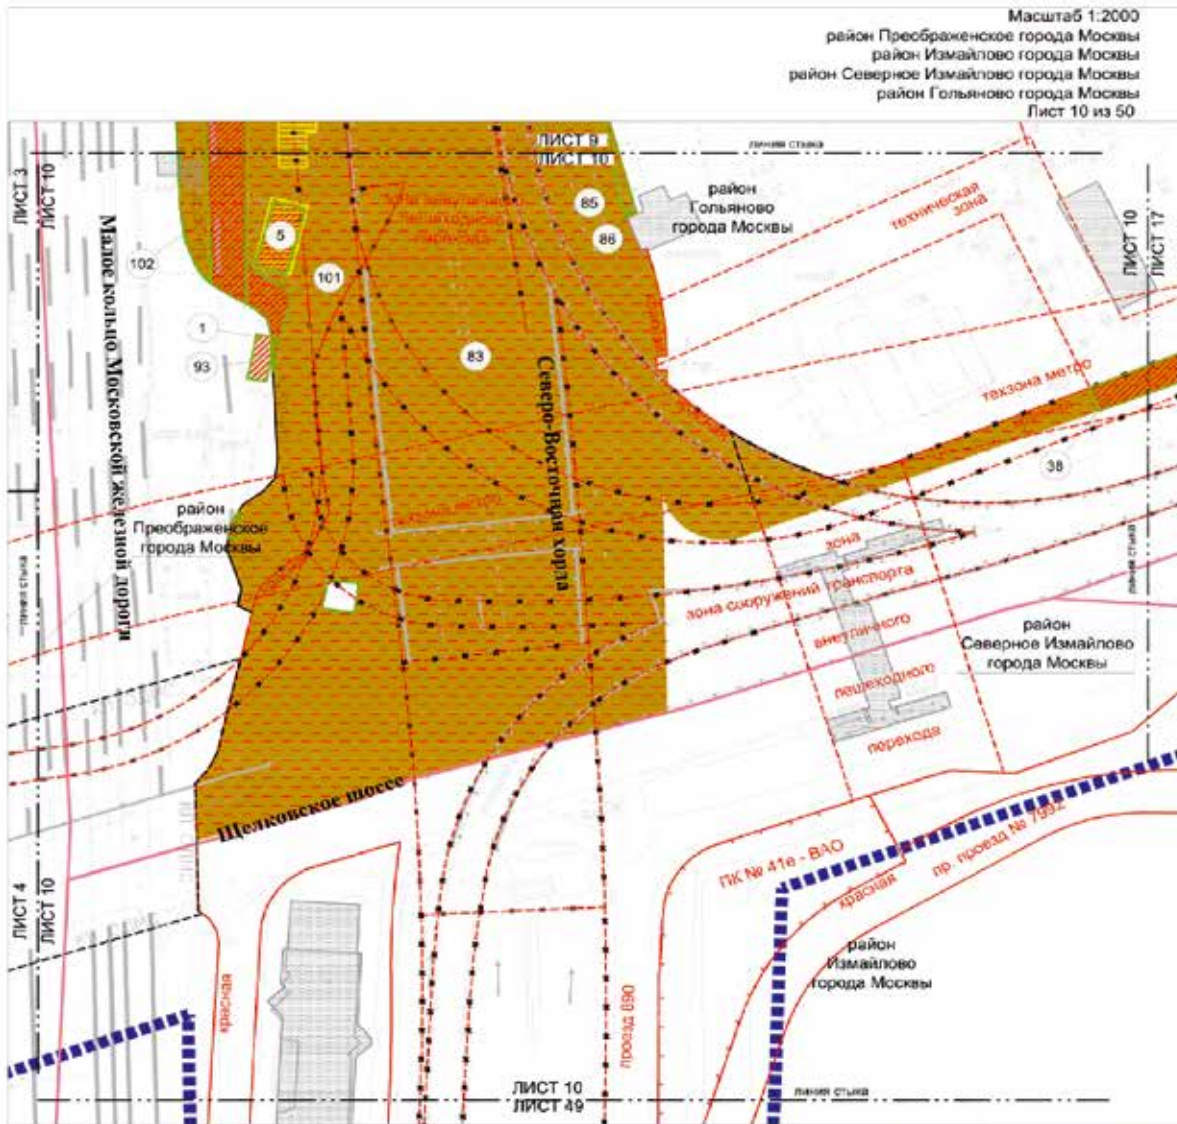 Масштаб 1:2000
район Преображенское города Москвы
район Измайлово города Москвы
район Северное Измайлово города Москвы
район Гольяново города Москвы
Лист 10 из 50
ЛИСТ 3
ЛИСТ 10
ЛИСТ 9
ЛИСТ 10
линия стыка
ЛИСТ 10
ЛИСТ 17
район
Гольяново
города Москвы
техническая
зона
85
86
5
101
102
1
93
83
38
Малое кольцо Московской железной дороги
Северо-Восточная хорда
техзона метро
район
Преображенское
города Москвы
линия стыка
линия стыка
зона
зона сооружений транспорта
внеуличного
пешеходного
перехода
район
Северное Измайлово
города Москвы
Щелковское шоссе
ПК № 41е - ВАО
красная
пр. проезд № 7992
ЛИСТ 4
ЛИСТ 10
красная
район
Измайлово
города Москвы
проезд 890
ЛИСТ 10
ЛИСТ 49
линия стыка